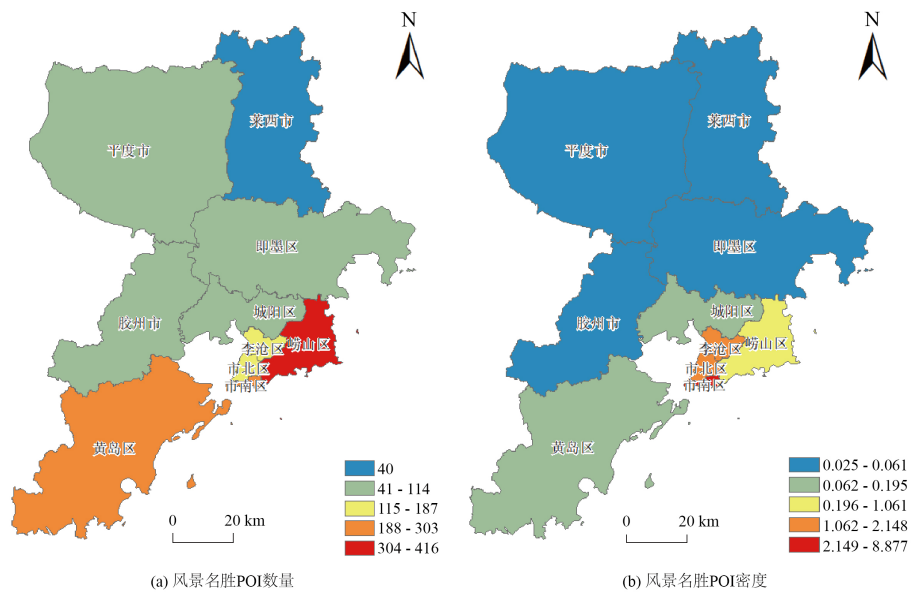 N
莱西市
平度市
即墨区
城阳区
胶州市
李沧区
崂山区
市北区
市南区
黄岛区
40
41 - 114
115 - 187
188 - 303
304 - 416
0 20 km
(a) 风景名胜POI数量
N
莱西市
平度市
即墨区
城阳区
胶州市
李沧区
崂山区
市北区
市南区
黄岛区
0.025 - 0.061
0.062 - 0.195
0.196 - 1.061
1.062 - 2.148
2.149 - 8.877
0 20 km
(b) 风景名胜POI密度